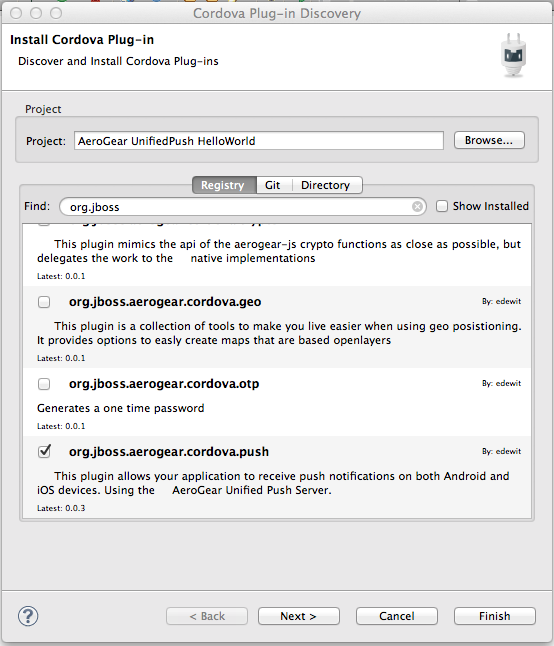 Cordova Plug-in Discovery
Install Cordova Plug-in
Discover and Install Cordova Plug-ins
Project
Project: AeroGear UnifiedPush HelloWorld Browse...
Registry Git Directory
Find: org.jboss Show Installed
This plugin mimics the api of the aerogear-js crypto functions as close as possible, but
delegates the work to the native implementations
Latest: 0.0.1
org.jboss.aerogear.cordova.geo By: edewit
This plugin is a collection of tools to make you live easier when using geo posistioning.
It provides options to easly create maps that are based openlayers
Latest: 0.0.1
org.jboss.aerogear.cordova.otp By: edewit
Generates a one time password
Latest: 0.0.1
org.jboss.aerogear.cordova.push By: edewit
This plugin allows your application to receive push notifications on both Android and
iOS devices. Using the AeroGear Unified Push Server.
Latest: 0.0.3
? < Back Next > Cancel Finish